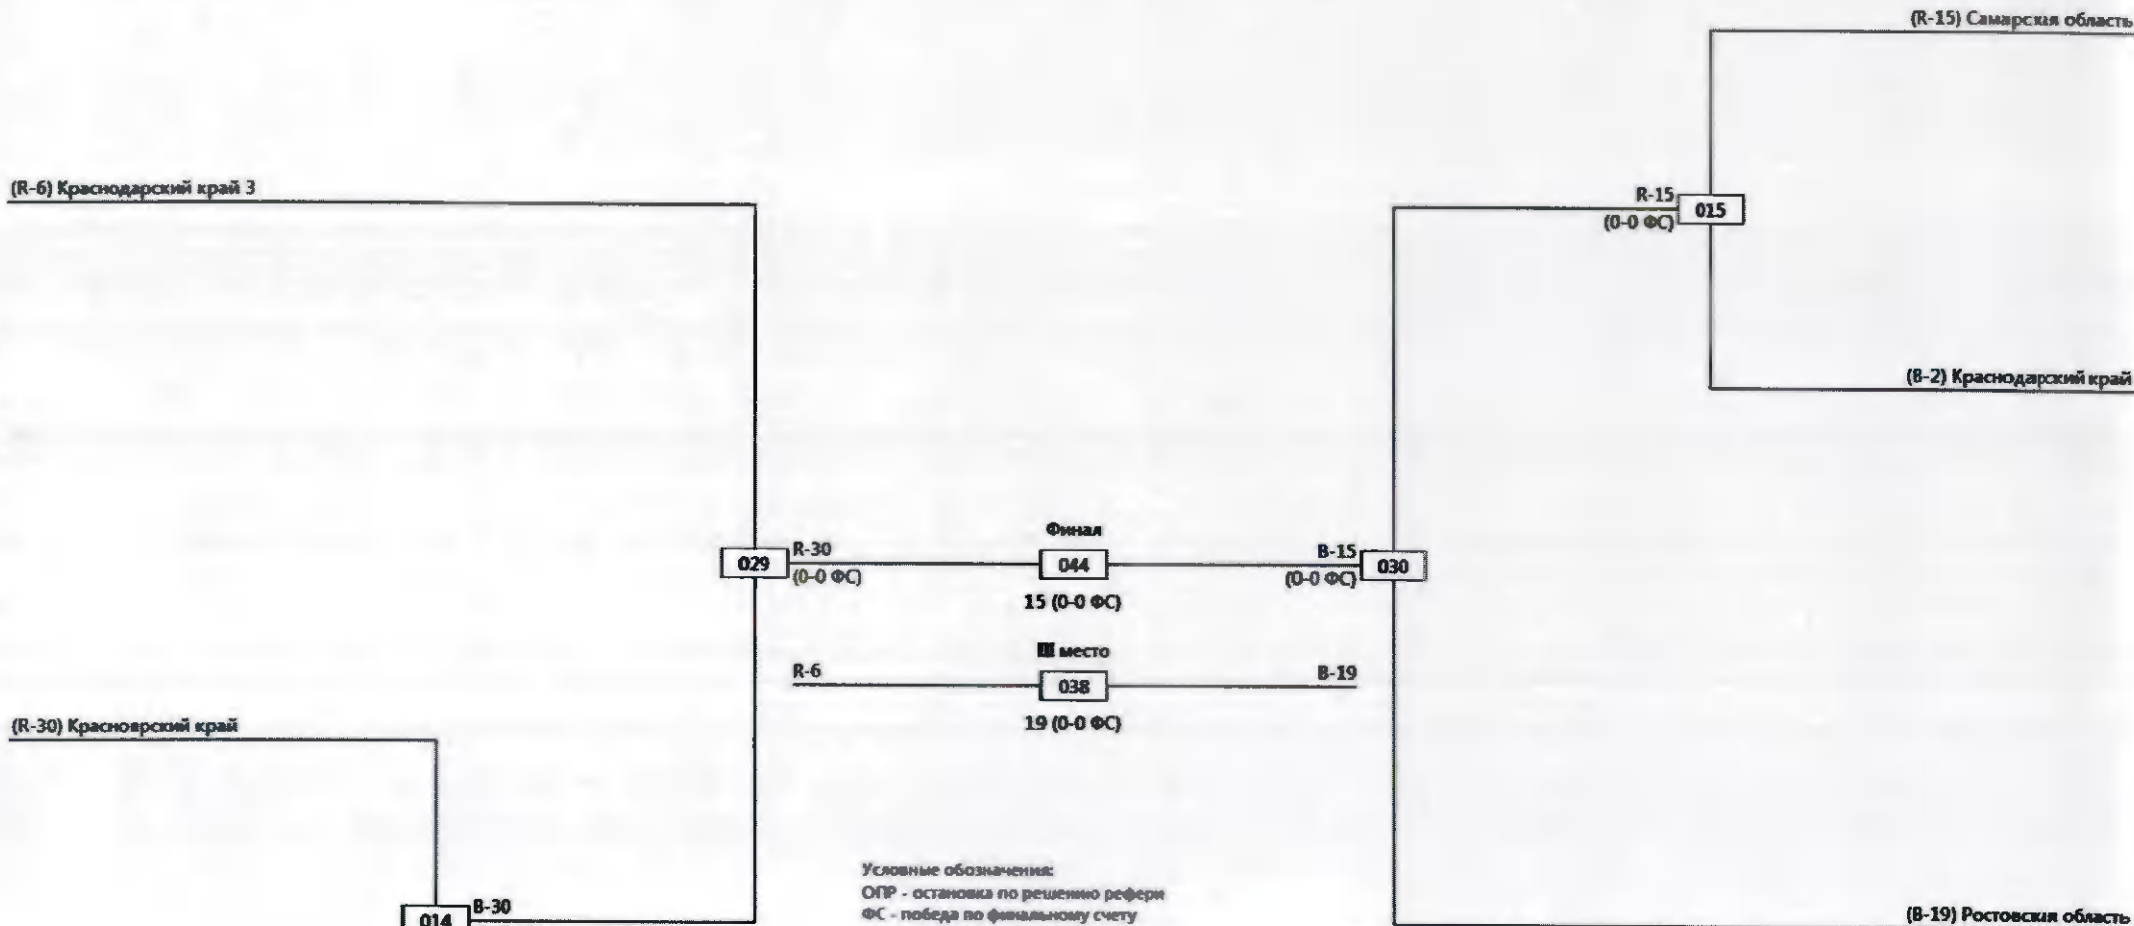 (R-15) Самарская область
(R-6) Краснодарский край 3
R-15
015
(0-0 ФС)
(B-2) Краснодарский край
Финал
029
R-30
(0-0 ФС)
044
B-15
(0-0 ФС)
030
15 (0-0 ФС)
III место
R-6
038
B-19
19 (0-0 ФС)
(R-30) Красноярский край
Условные обозначения:
ОПР - остановка по решению рефери
ФС - победа по финальному счету
014
B-30
(B-19) Ростовская область